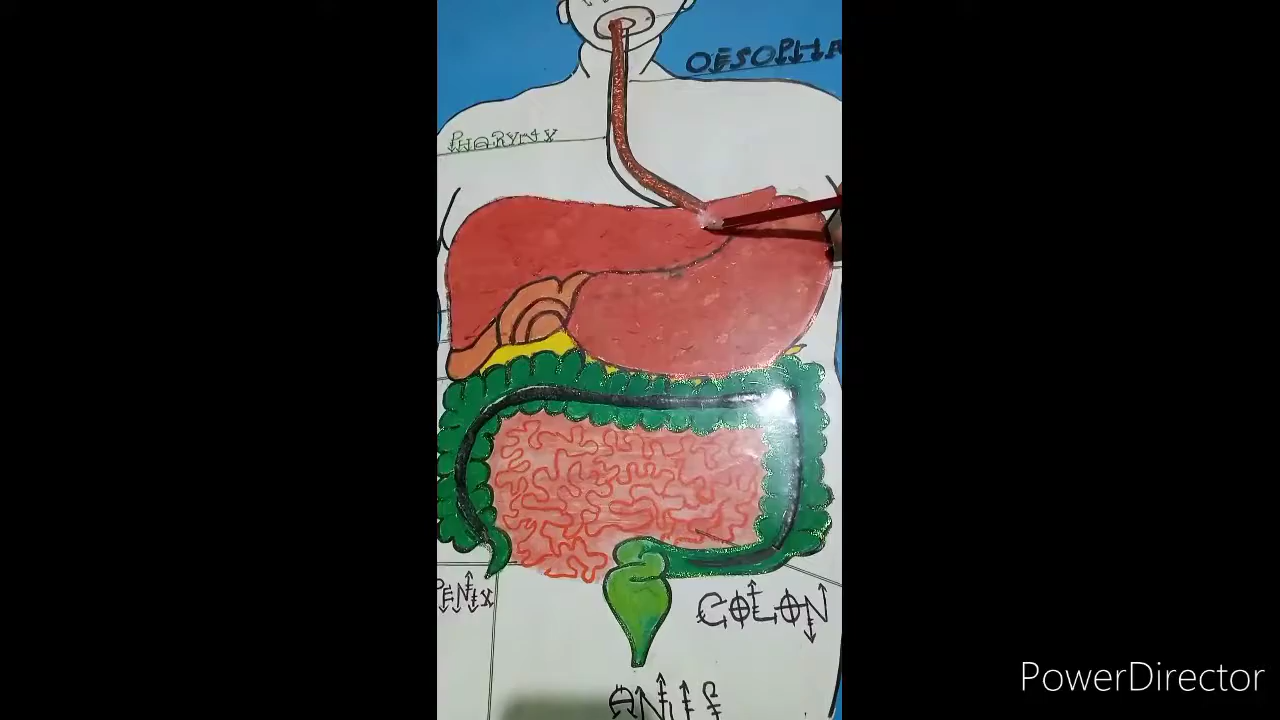 OESOPHA
PHARYNX
PENIX
COLON
ANUS
PowerDirector